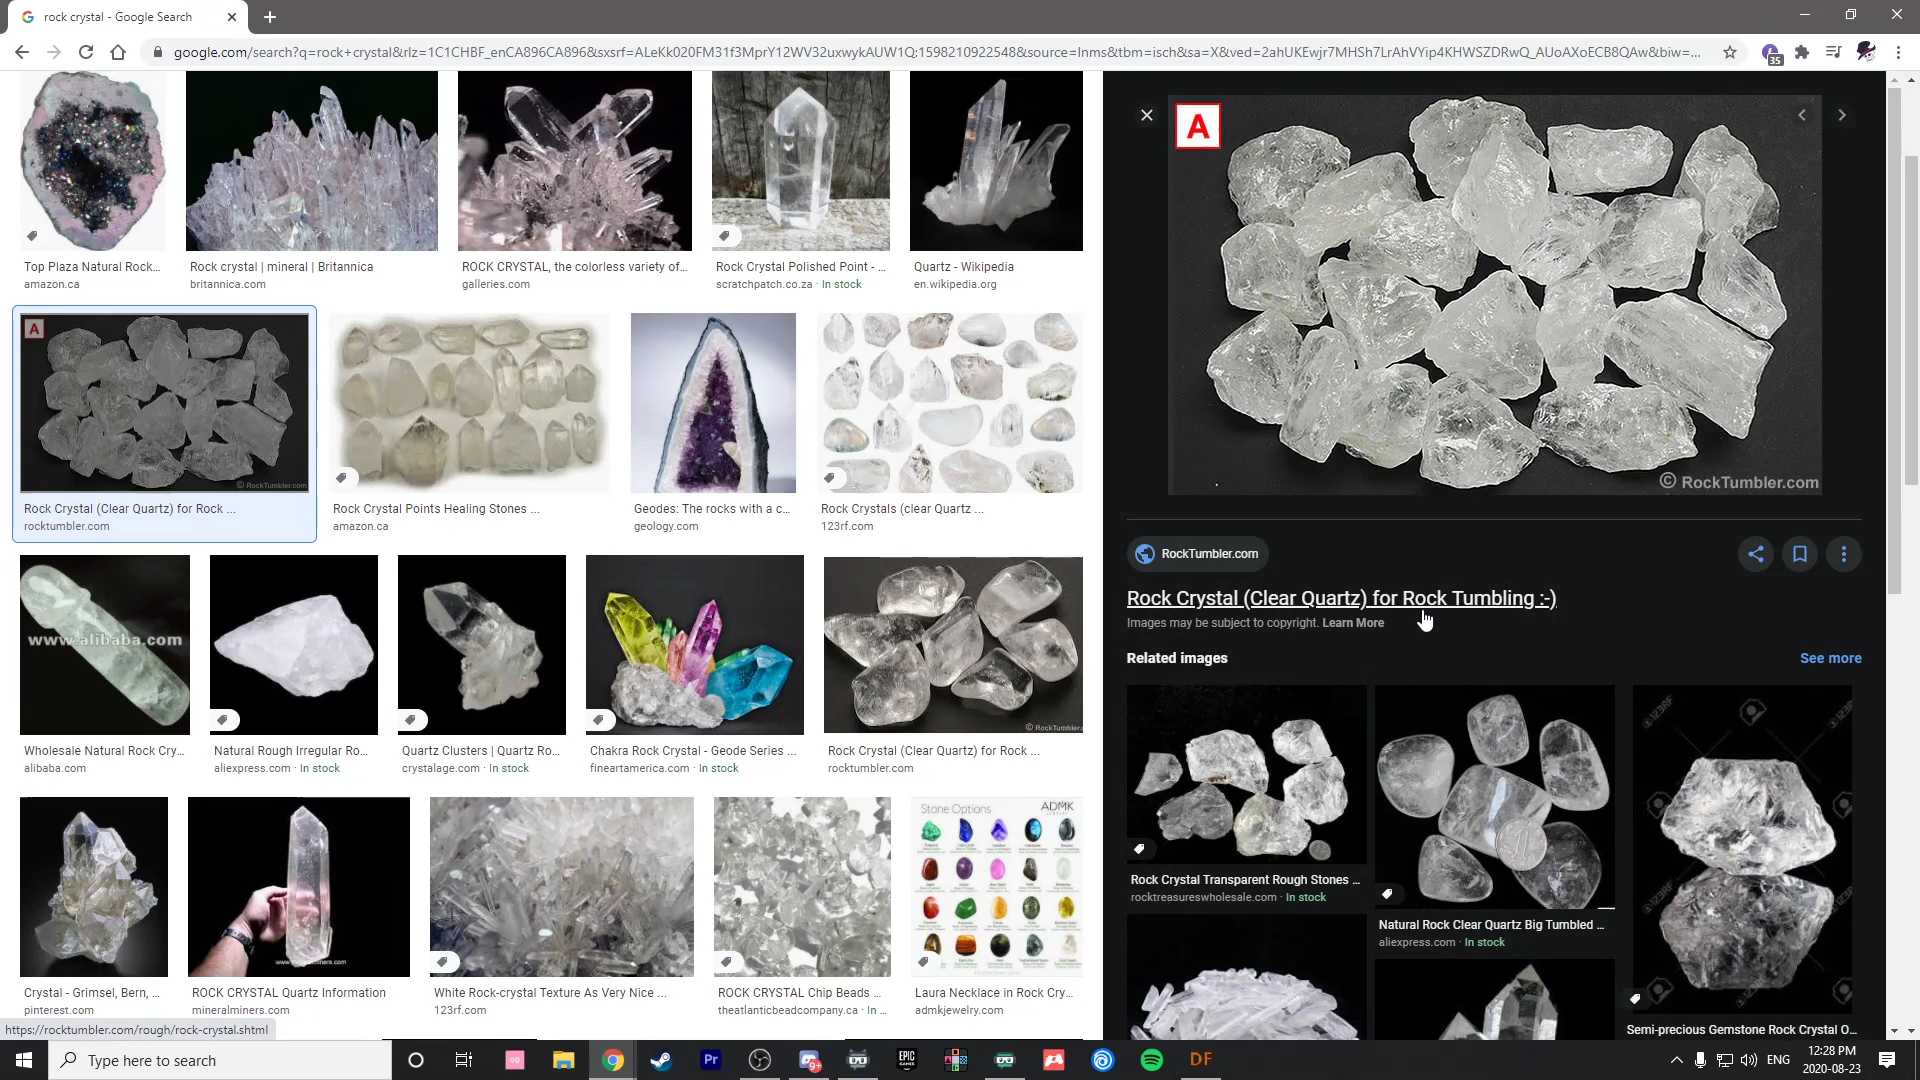 rock crystal - Google Search
google.com/search?q=rock+crystal&rlz=1C1CHBF_enCA896CA896&sxsrf=ALeKk020FM31f3MprY12WV32uxwykAUW1Q:1598210922548&source=lnms&tbm=isch&sa=X&ved=2ahUKEwjr7MHSh7LrAhVYip4KHWSZDRwQ_AUoAXoECB8QAw&biw=...
35
Top Plaza Natural Rock...
amazon.ca
Rock crystal | mineral | Britannica
britannica.com
ROCK CRYSTAL, the colorless variety of...
galleries.com
Rock Crystal Polished Point - ...
scratchpatch.co.za · In stock
Quartz - Wikipedia
en.wikipedia.org
A
© RockTumbler.com
Rock Crystal (Clear Quartz) for Rock ...
rocktumbler.com
Rock Crystal Points Healing Stones ...
amazon.ca
Geodes: The rocks with a c...
geology.com
Rock Crystals (clear Quartz ...
123rf.com
www.alibaba.com
Wholesale Natural Rock Cry...
alibaba.com
Natural Rough Irregular Ro...
aliexpress.com · In stock
Quartz Clusters | Quartz Ro...
crystalage.com · In stock
Chakra Rock Crystal - Geode Series ...
fineartamerica.com · In stock
© RockTumbler.com
Rock Crystal (Clear Quartz) for Rock ...
rocktumbler.com
Crystal - Grimsel, Bern, ...
pinterest.com
ROCK CRYSTAL Quartz Information
mineralminers.com
White Rock-crystal Texture As Very Nice ...
123rf.com
ROCK CRYSTAL Chip Beads ...
theatlanticbeadcompany.ca · In ...
Stone Options
ADMK
Laura Necklace in Rock Cry...
admkjewelry.com
https://rocktumbler.com/rough/rock-crystal.shtml
A
© RockTumbler.com
RockTumbler.com
Rock Crystal (Clear Quartz) for Rock Tumbling :-)
Images may be subject to copyright. Learn More
Related images
See more
Rock Crystal Transparent Rough Stones ...
rocktreasureswholesale.com · In stock
Natural Rock Clear Quartz Big Tumbled ...
aliexpress.com · In stock
123RF
Semi-precious Gemstone Rock Crystal O...
Type here to search
Pr
9+
EPIC
GAMES
DF
ENG
12:28 PM
2020-08-23